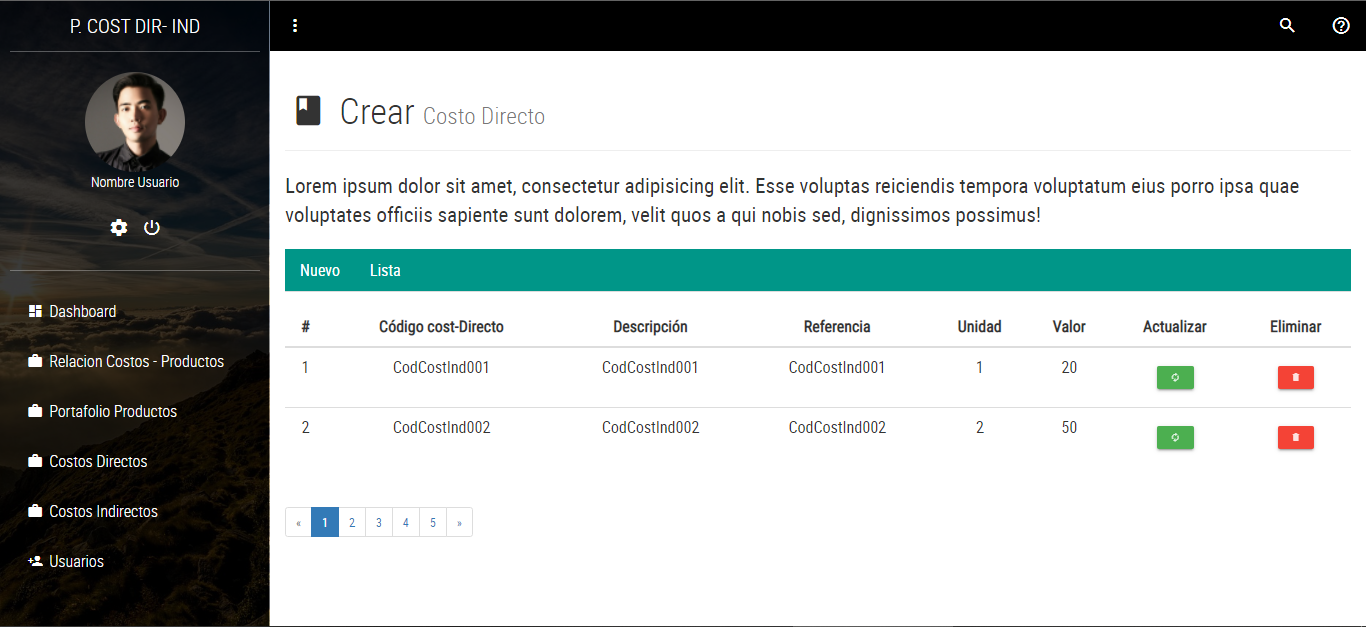 P. COST DIR- IND
Nombre Usuario
Dashboard
Relacion Costos - Productos
Portafolio Productos
Costos Directos
Costos Indirectos
Usuarios
Crear Costo Directo
Lorem ipsum dolor sit amet, consectetur adipisicing elit. Esse voluptas reiciendis tempora voluptatum eius porro ipsa quae
voluptates officiis sapiente sunt dolorem, velit quos a qui nobis sed, dignissimos possimus!
Nuevo Lista
# Código cost-Directo Descripción Referencia Unidad Valor Actualizar Eliminar
1 CodCostInd001 CodCostInd001 CodCostInd001 1 20
2 CodCostInd002 CodCostInd002 CodCostInd002 2 50
« 1 2 3 4 5 »